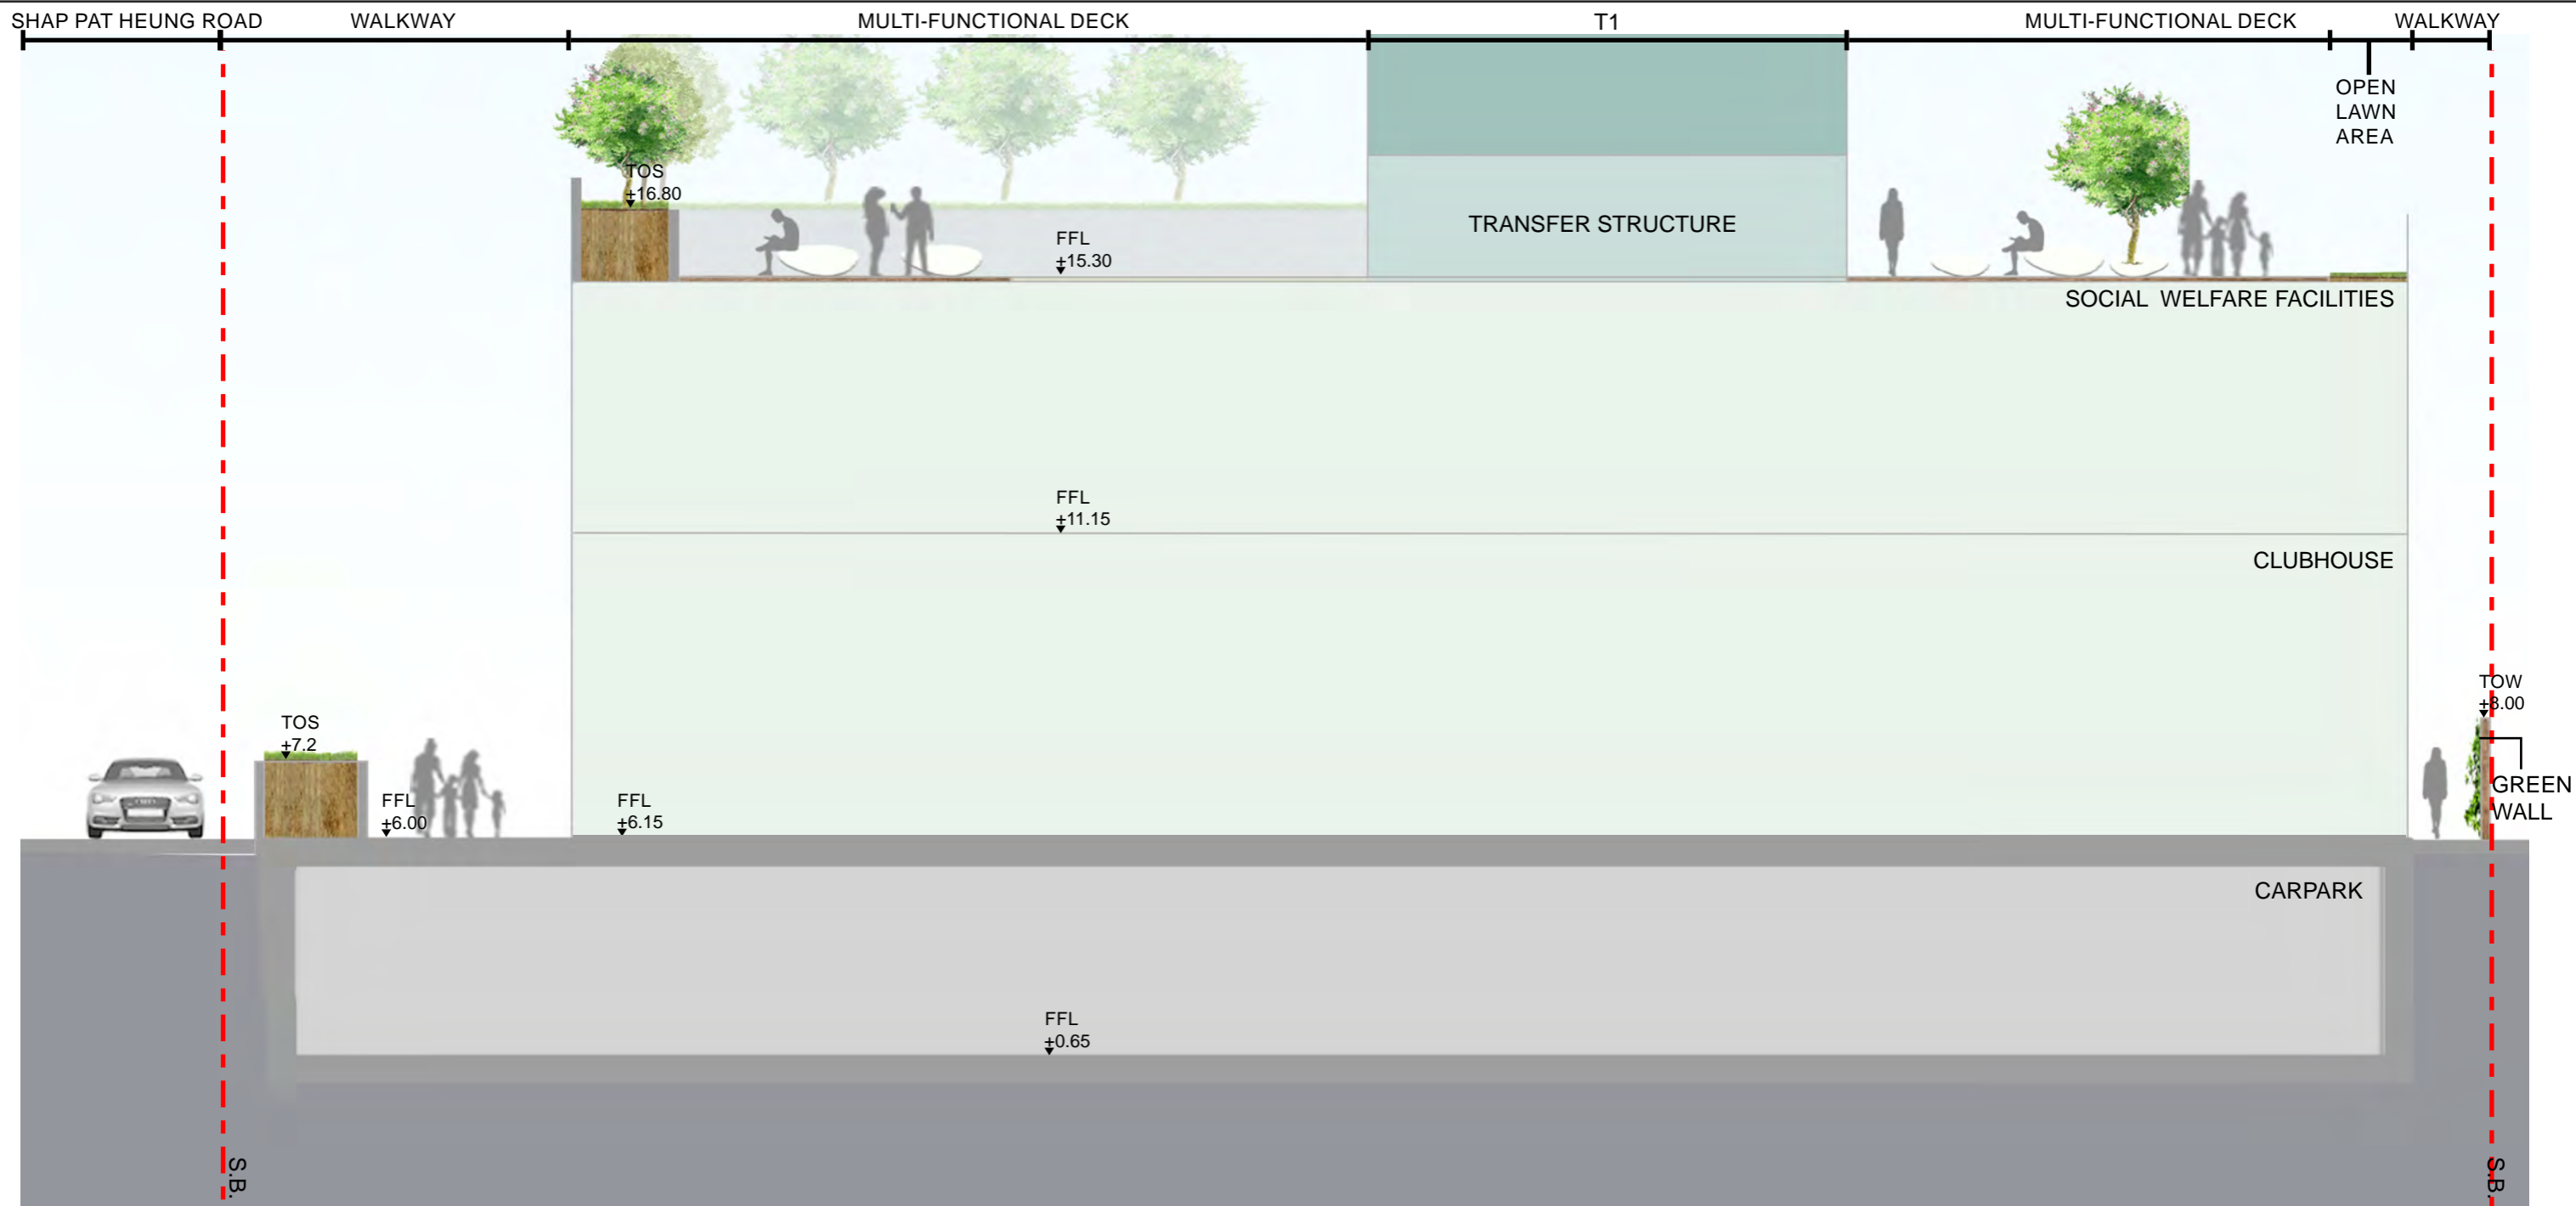 SHAP PAT HEUNG ROAD
WALKWAY
MULTI-FUNCTIONAL DECK
T1
MULTI-FUNCTIONAL DECK
WALKWAY
OPEN
LAWN
AREA
TOS
+16.80
TRANSFER STRUCTURE
FFL
+15.30
SOCIAL WELFARE FACILITIES
FFL
+11.15
CLUBHOUSE
TOW
+8.00
TOS
+7.2
GREEN
WALL
FFL
+6.00
FFL
+6.15
CARPARK
FFL
+0.65
S.B.
S.B.